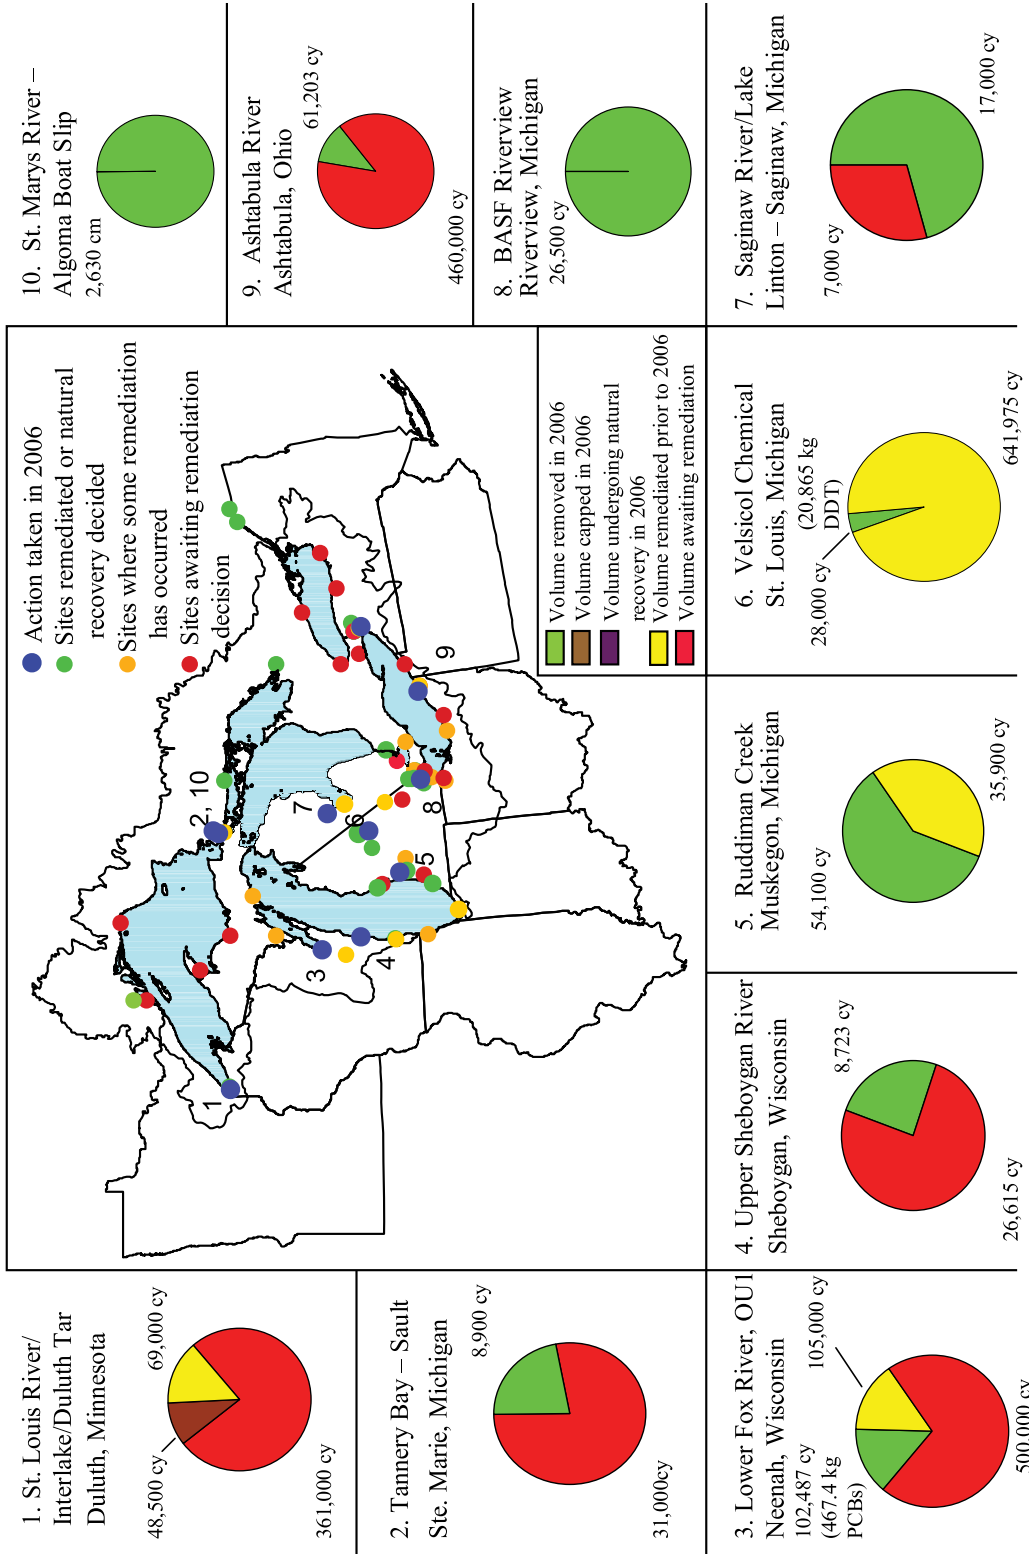 1. St. Louis River/
Interlake/Duluth Tar
Duluth, Minnesota
48,500 cy
69,000 cy
361,000 cy
2. Tannery Bay – Sault
Ste. Marie, Michigan
8,900 cy
31,000cy
3. Lower Fox River, OU1
Neenah, Wisconsin
102,487 cy
(467.4 kg
PCBs)
105,000 cy
500,000 cy
Action taken in 2006
Sites remediated or natural
recovery decided
Sites where some remediation
has occurred
Sites awaiting remediation
decision
1
2, 10
3
4
5
6
7
8
9
Volume removed in 2006
Volume capped in 2006
Volume undergoing natural
recovery in 2006
Volume remediated prior to 2006
Volume awaiting remediation
4. Upper Sheboygan River
Sheboygan, Wisconsin
8,723 cy
26,615 cy
5. Ruddiman Creek
Muskegon, Michigan
54,100 cy
35,900 cy
6. Velsicol Chemical
St. Louis, Michigan
28,000 cy
(20,865 kg
DDT)
641,975 cy
7. Saginaw River/Lake
Linton – Saginaw, Michigan
7,000 cy
17,000 cy
8. BASF Riverview
Riverview, Michigan
26,500 cy
9. Ashtabula River
Ashtabula, Ohio
61,203 cy
460,000 cy
10. St. Marys River –
Algoma Boat Slip
2,630 cm